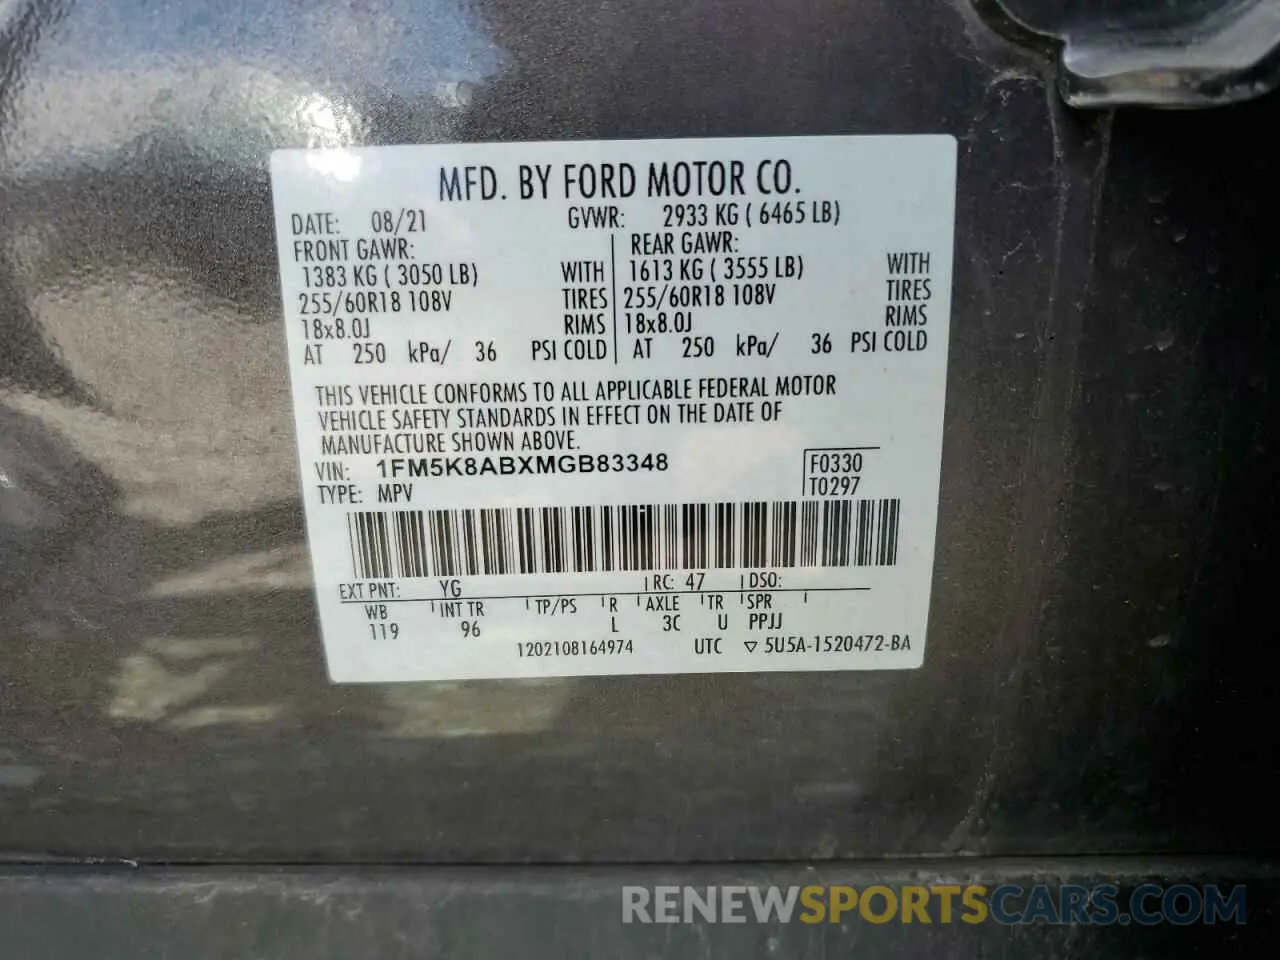 MFD. BY FORD MOTOR CO.
DATE: 08/21 GVWR: 2933 KG ( 6465 LB)
FRONT GAWR: REAR GAWR:
1383 KG ( 3050 LB) WITH 1613 KG ( 3555 LB) WITH
255/60R18 108V TIRES 255/60R18 108V TIRES
18x8.0J RIMS 18x8.0J RIMS
AT 250 kPa/ 36 PSI COLD AT 250 kPa/ 36 PSI COLD
THIS VEHICLE CONFORMS TO ALL APPLICABLE FEDERAL MOTOR
VEHICLE SAFETY STANDARDS IN EFFECT ON THE DATE OF
MANUFACTURE SHOWN ABOVE.
VIN: 1FM5K8ABXMGB83348 F0330
TYPE: MPV T0297
EXT PNT: YG RC: 47 DSO:
WB INT TR TP/PS R AXLE TR SPR
119 96 L 3C U PPJJ
1202108164974 UTC ▽ 5U5A-1520472-BA
RENEWSPORTSCARS.COM